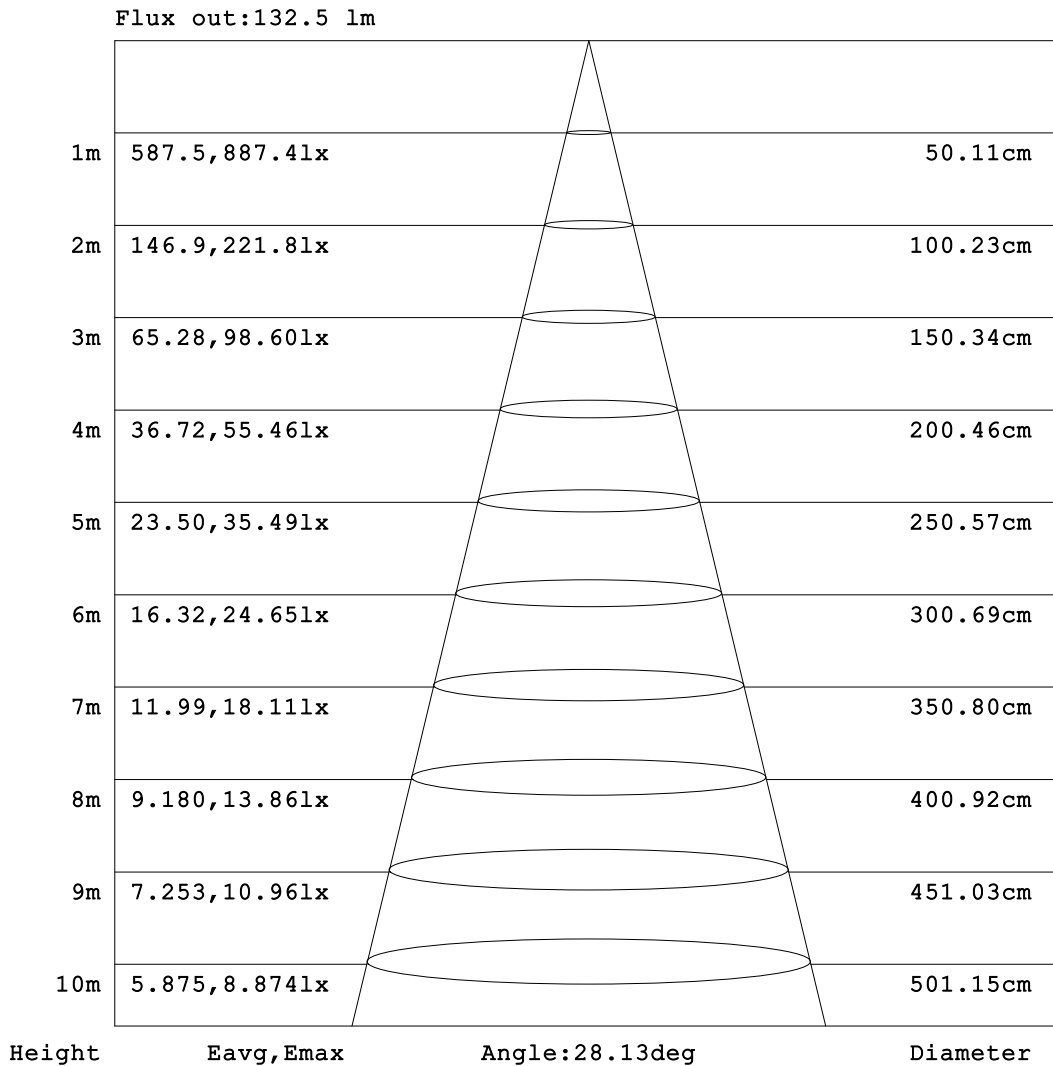 Flux out:132.5 lm
1m 587.5,887.4lx 50.11cm
2m 146.9,221.8lx 100.23cm
3m 65.28,98.60lx 150.34cm
4m 36.72,55.46lx 200.46cm
5m 23.50,35.49lx 250.57cm
6m 16.32,24.65lx 300.69cm
7m 11.99,18.11lx 350.80cm
8m 9.180,13.86lx 400.92cm
9m 7.253,10.96lx 451.03cm
10m 5.875,8.874lx 501.15cm
Height Eavg,Emax Angle:28.13deg Diameter